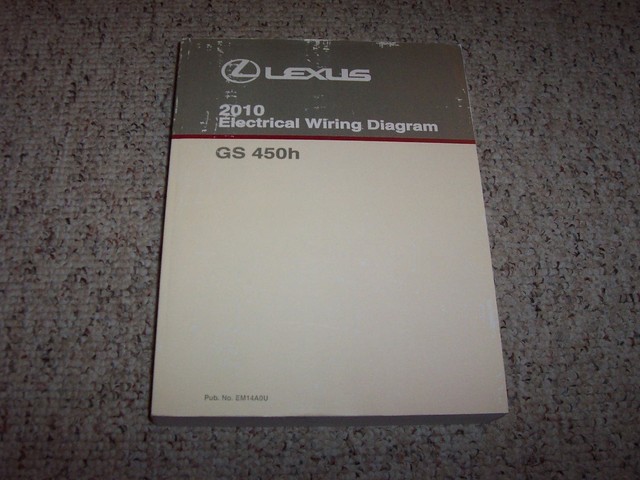 LEXUS
2010
Electrical Wiring Diagram
GS 450h
Pub. No. EM14A0U